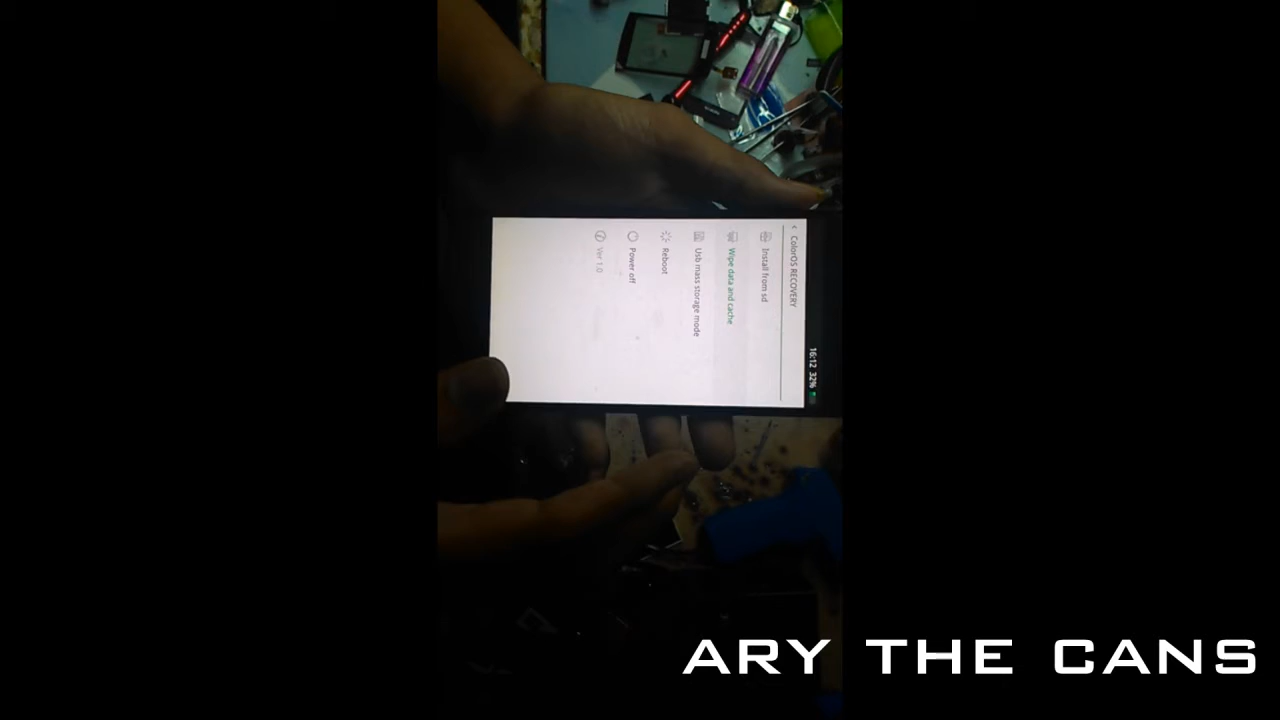 16:12 32%
< ColorOS RECOVERY
Install from sd
Wipe data and cache
Usb mass storage mode
Reboot
Power off
Ver 1.0
ARY THE CANS